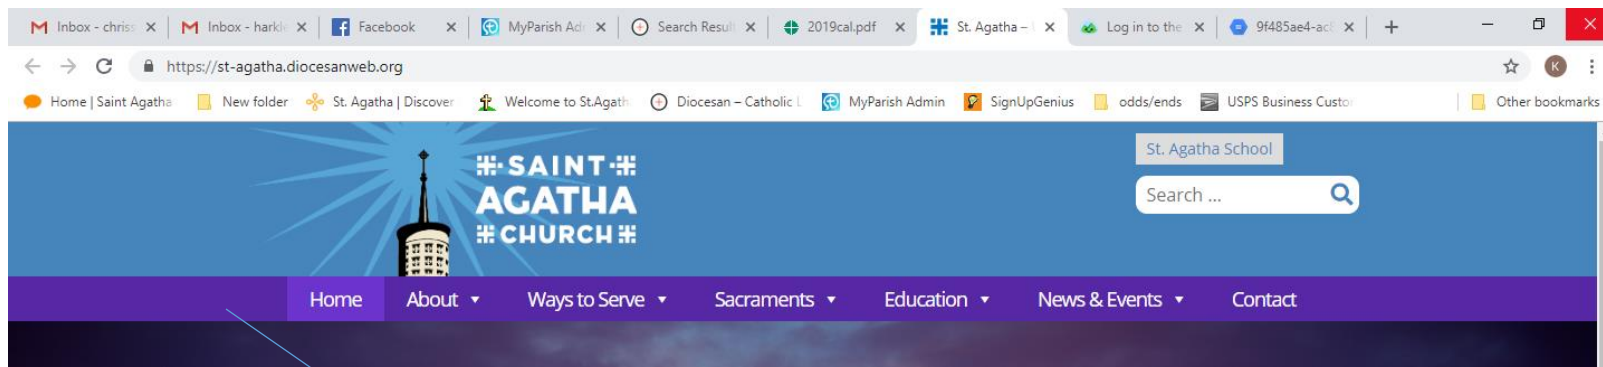 Inbox - chriss Inbox - harkle Facebook MyParish Ad Search Result 2019cal.pdf St. Agatha – Log in to the 9f485ae4-ac
https://st-agatha.diocesanweb.org K
Home | Saint Agatha New folder St. Agatha | Discover Welcome to St.Agath Diocesan – Catholic L MyParish Admin SignUpGenius odds/ends USPS Business Custo Other bookmarks
St. Agatha School
SAINT
AGATHA
CHURCH
Search ...
Home About Ways to Serve Sacraments Education News & Events Contact